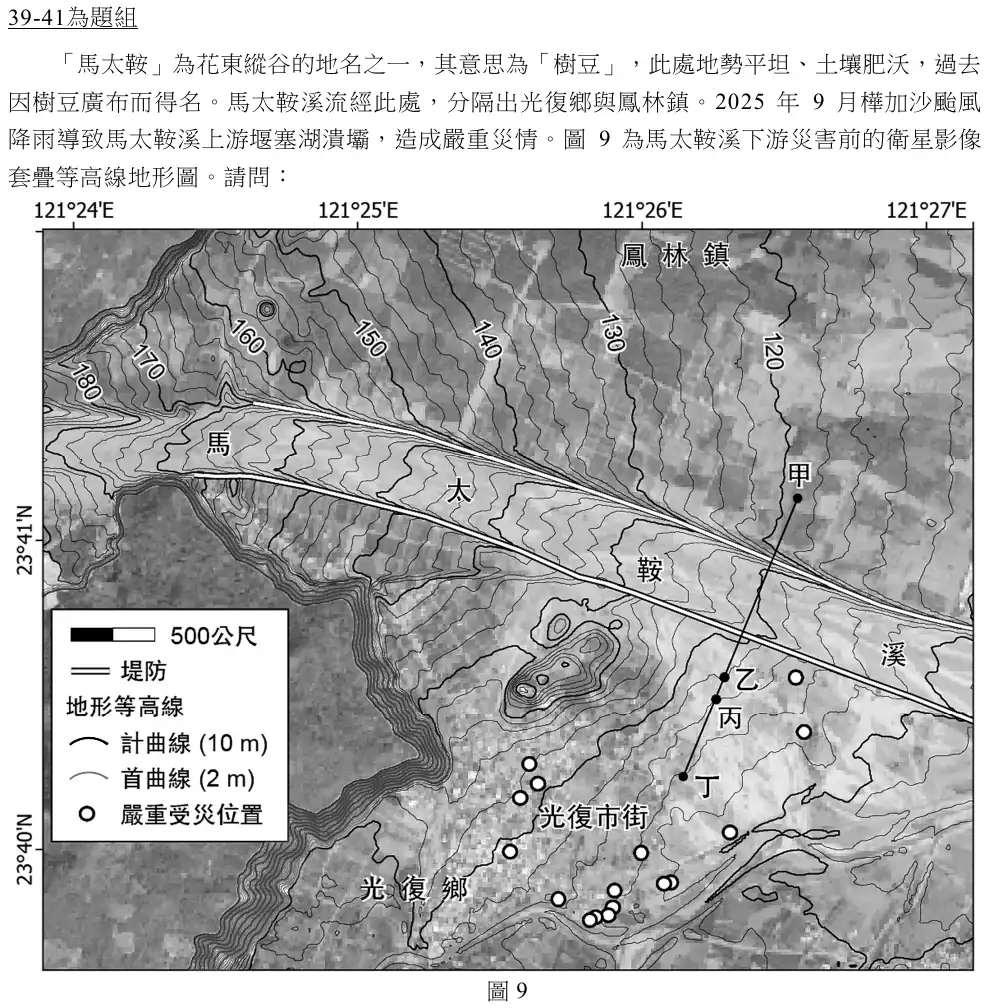 39-41為題組
「馬太鞍」為花東縱谷的地名之一，其意思為「樹豆」，此處地勢平坦、土壤肥沃，過去
因樹豆廣布而得名。馬太鞍溪流經此處，分隔出光復鄉與鳳林鎮。2025 年 9 月樺加沙颱風
降雨導致馬太鞍溪上游堰塞湖潰壩，造成嚴重災情。圖 9 為馬太鞍溪下游災害前的衛星影像
套疊等高線地形圖。請問：
121°24'E 121°25'E 121°26'E 121°27'E
鳳林鎮
180 170 160 150 140 130 120
馬
太
甲
23°41'N
鞍
溪
乙
丙
丁
500公尺
堤防
地形等高線
計曲線 (10 m)
首曲線 (2 m)
嚴重受災位置
光復市街
23°40'N
光復鄉
圖 9